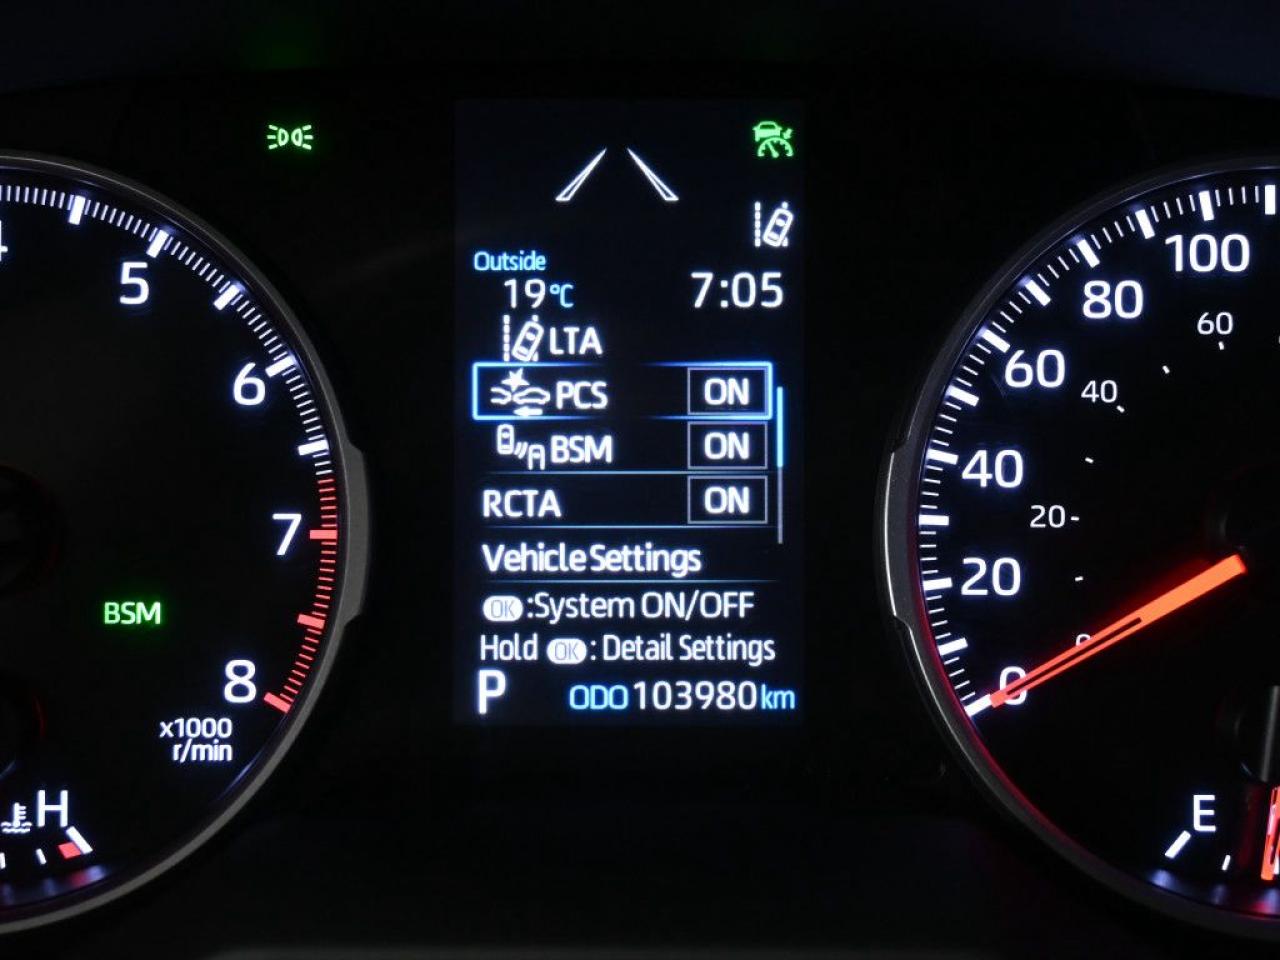 4
5
6
7
8
x1000
r/min
H
BSM
Outside
19°C 7:05
LTA
PCS ON
BSM ON
RCTA ON
Vehicle Settings
OK :System ON/OFF
Hold OK : Detail Settings
P ODO 103980 km
100
80
60
40
20
0
60
40
20
0
E